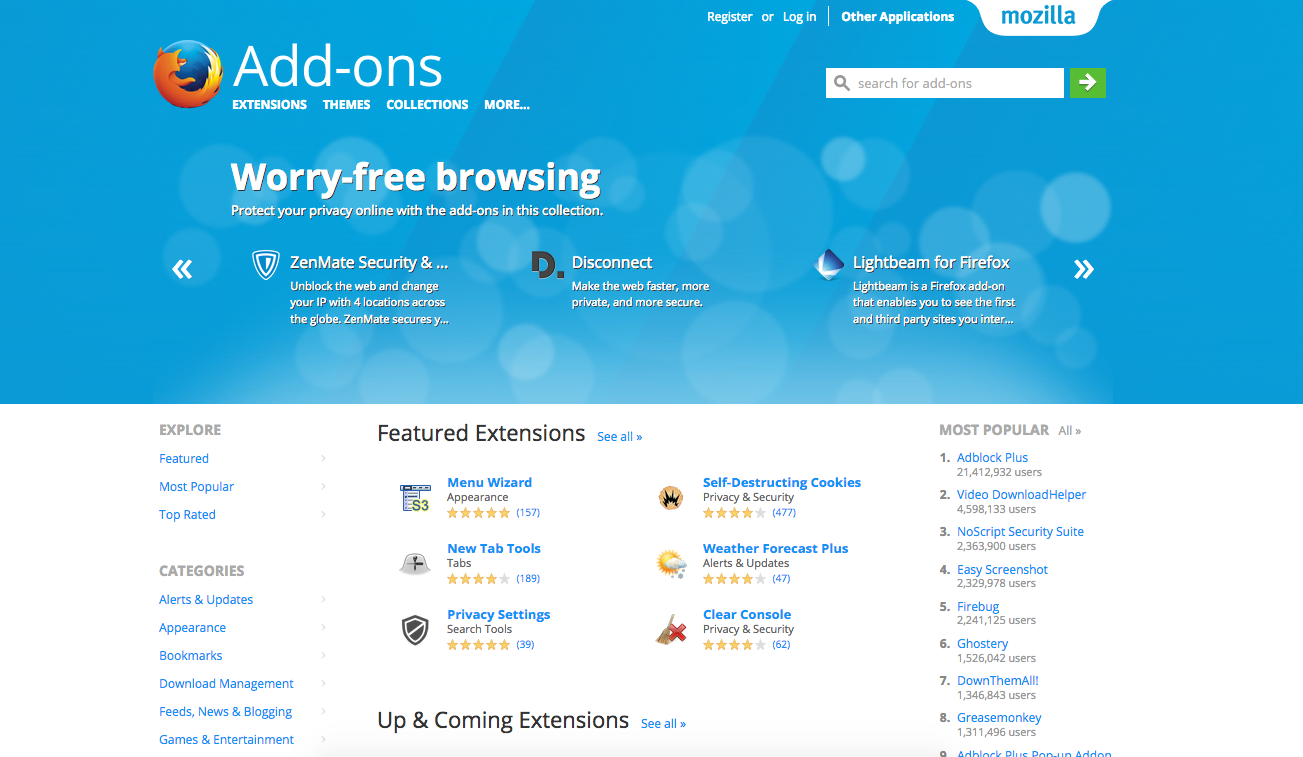 Register or Log in Other Applications mozilla
Add-ons
search for add-ons
EXTENSIONS THEMES COLLECTIONS MORE...
Worry-free browsing
Protect your privacy online with the add-ons in this collection.
«
ZenMate Security & ...
Unblock the web and change
your IP with 4 locations across
the globe. ZenMate secures y...
D.
Disconnect
Make the web faster, more
private, and more secure.
Lightbeam for Firefox
Lightbeam is a Firefox add-on
that enables you to see the first
and third party sites you inter...
»
EXPLORE
Featured
Most Popular
Top Rated
CATEGORIES
Alerts & Updates
Appearance
Bookmarks
Download Management
Feeds, News & Blogging
Games & Entertainment
Featured Extensions See all »
S3
Menu Wizard
Appearance
(157)
Self-Destructing Cookies
Privacy & Security
(477)
New Tab Tools
Tabs
(189)
Weather Forecast Plus
Alerts & Updates
(47)
Privacy Settings
Search Tools
(39)
Clear Console
Privacy & Security
(62)
Up & Coming Extensions See all »
MOST POPULAR All »
1. Adblock Plus
21,412,932 users
2. Video DownloadHelper
4,598,133 users
3. NoScript Security Suite
2,363,900 users
4. Easy Screenshot
2,329,978 users
5. Firebug
2,241,125 users
6. Ghostery
1,526,042 users
7. DownThemAll!
1,346,843 users
8. Greasemonkey
1,311,496 users
9. Adblock Plus Pop-up Addon